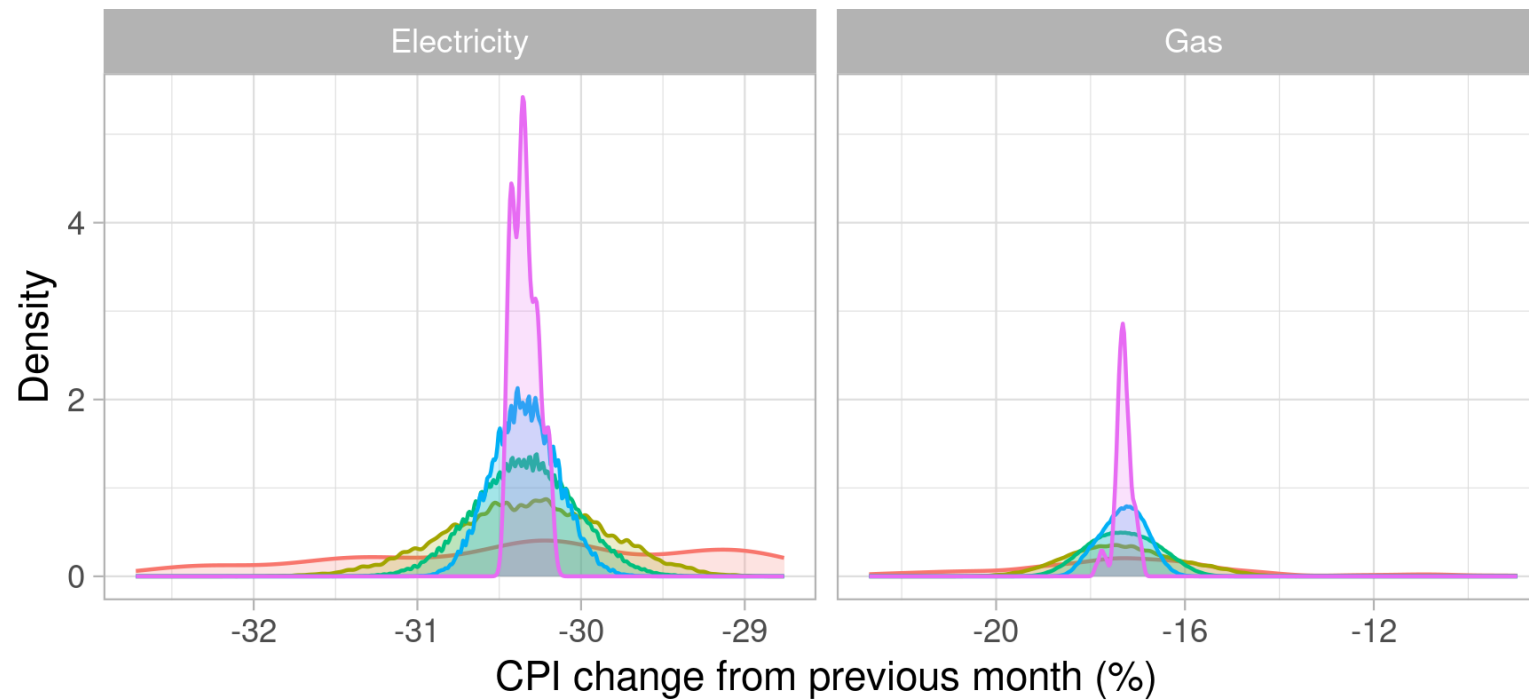 Electricity
Gas
Density
4
2
0
-32 -31 -30 -29
-20 -16 -12
CPI change from previous month (%)